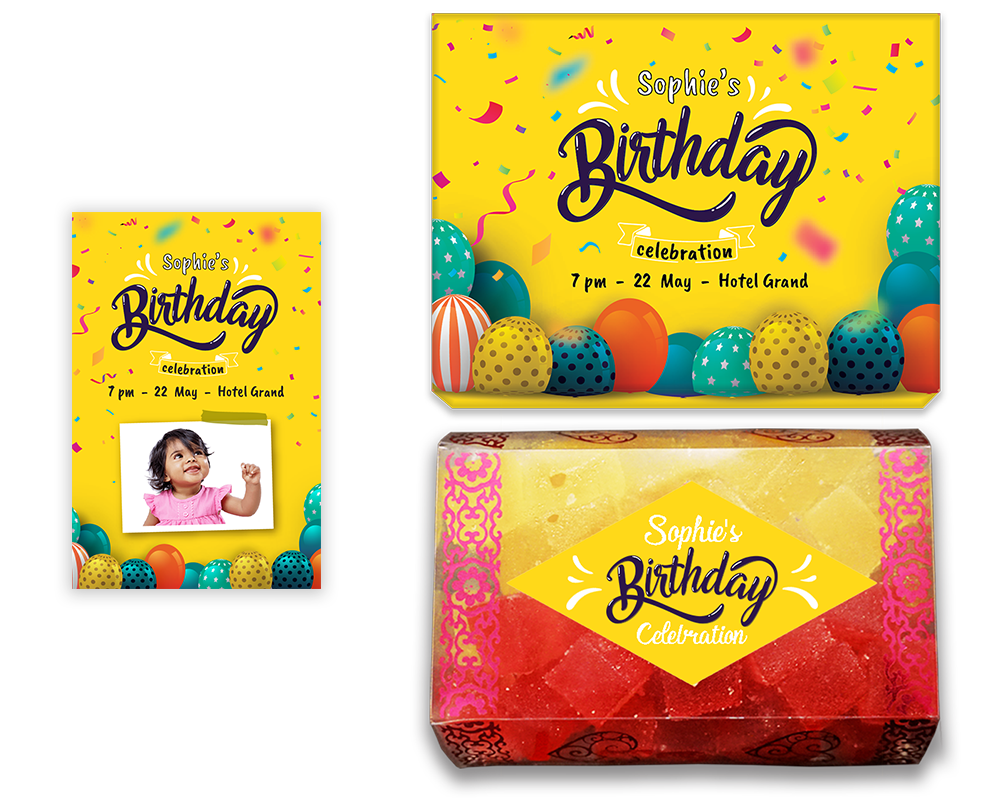 Sophie's
Birthday
celebration
7 pm - 22 May - Hotel Grand
Sophie's
Birthday
celebration
7 pm - 22 May - Hotel Grand
Sophie's
Birthday
Celebration